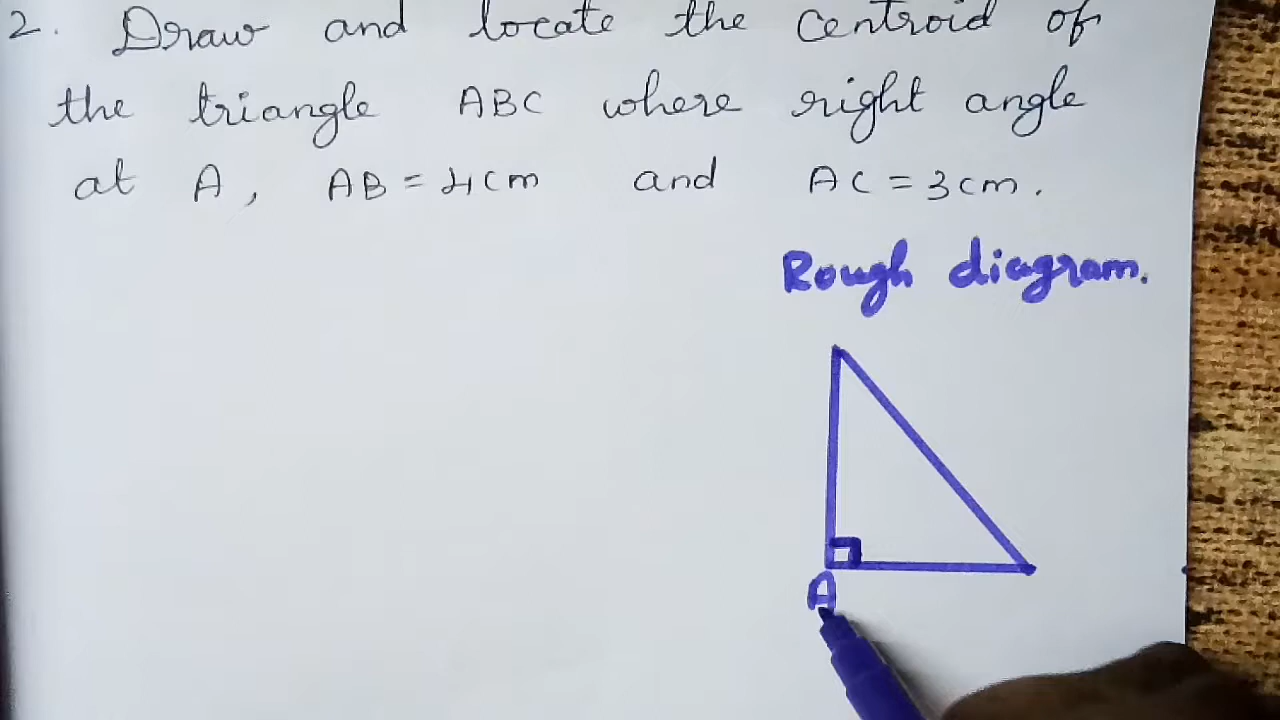 2. Draw and locate the centroid of
the triangle ABC where right angle
at A, AB = 4cm and AC = 3cm.
Rough diagram.
A